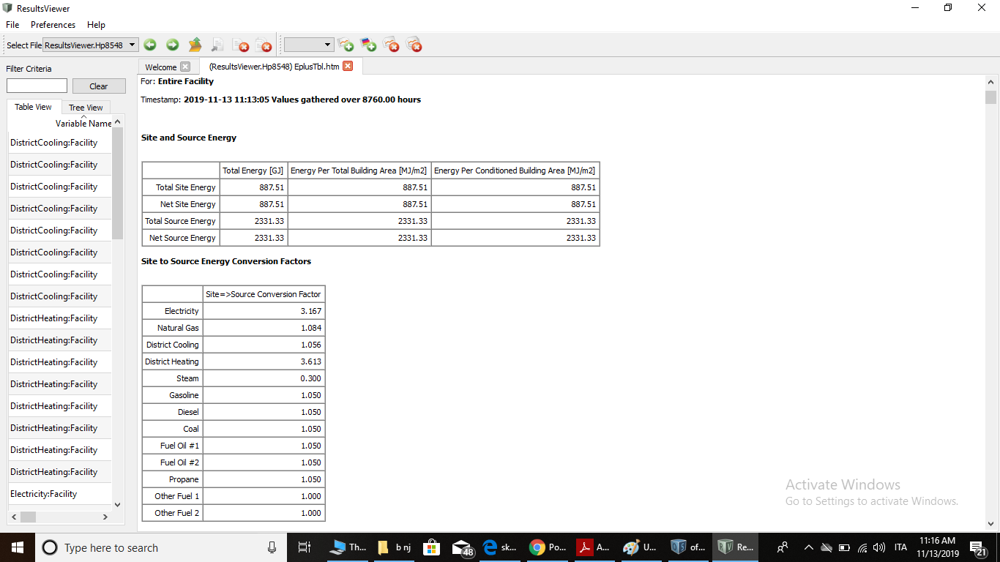 ResultsViewer
File Preferences Help
Select File ResultsViewer.Hp8548
Filter Criteria
Clear
Table View Tree View
Variable Name
DistrictCooling:Facility
DistrictCooling:Facility
DistrictCooling:Facility
DistrictCooling:Facility
DistrictCooling:Facility
DistrictCooling:Facility
DistrictCooling:Facility
DistrictCooling:Facility
DistrictHeating:Facility
DistrictHeating:Facility
DistrictHeating:Facility
DistrictHeating:Facility
DistrictHeating:Facility
DistrictHeating:Facility
DistrictHeating:Facility
DistrictHeating:Facility
Electricity:Facility
Welcome (ResultsViewer.Hp8548) EplusTbl.htm
For: Entire Facility
Timestamp: 2019-11-13 11:13:05 Values gathered over 8760.00 hours
Site and Source Energy
Total Energy [GJ] Energy Per Total Building Area [MJ/m2] Energy Per Conditioned Building Area [MJ/m2]
Total Site Energy 887.51 887.51 887.51
Net Site Energy 887.51 887.51 887.51
Total Source Energy 2331.33 2331.33 2331.33
Net Source Energy 2331.33 2331.33 2331.33
Site to Source Energy Conversion Factors
Site=>Source Conversion Factor
Electricity 3.167
Natural Gas 1.084
District Cooling 1.056
District Heating 3.613
Steam 0.300
Gasoline 1.050
Diesel 1.050
Coal 1.050
Fuel Oil #1 1.050
Fuel Oil #2 1.050
Propane 1.050
Other Fuel 1 1.000
Other Fuel 2 1.000
Activate Windows
Go to Settings to activate Windows.
Type here to search
Th... b nj 48 sk... Po... A... U... of... Re... ITA
11:16 AM
11/13/2019
21